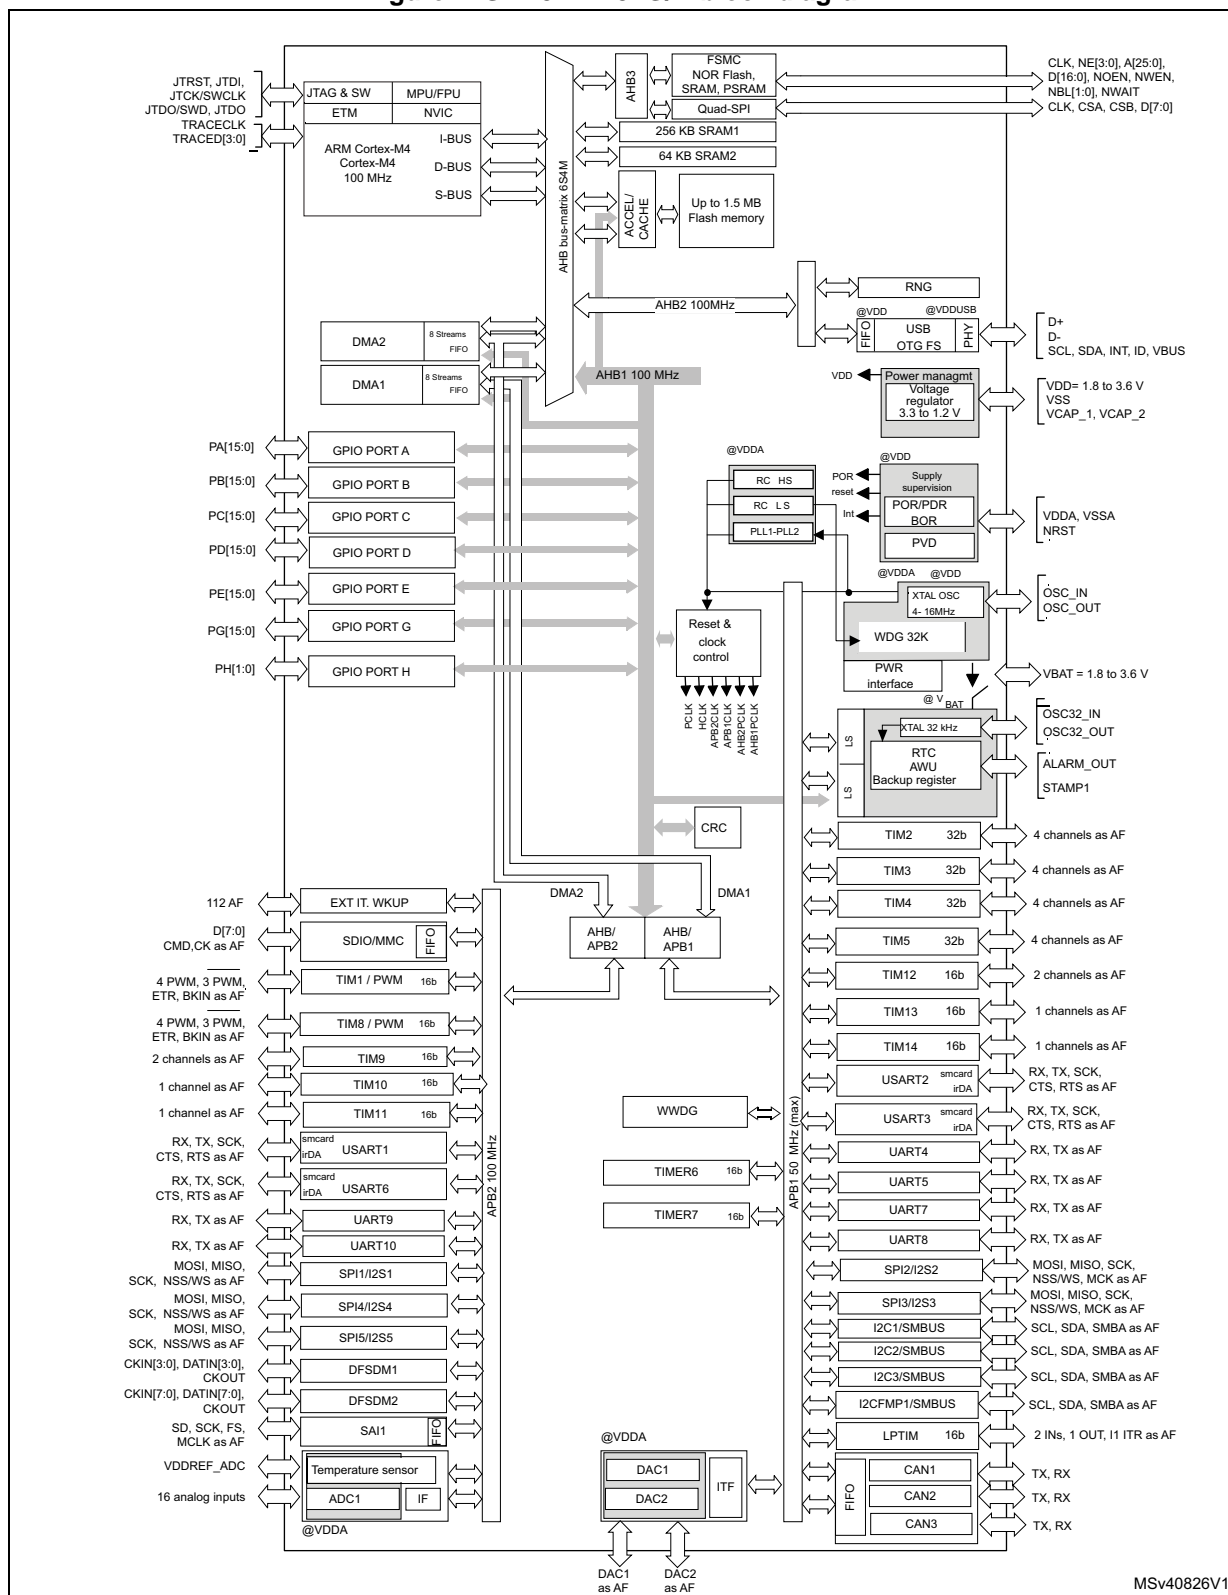 JTRST, JTDI,
JTCK/SWCLK
JTDO/SWD, JTDO
TRACECLK
TRACED[3:0]
JTAG & SW
MPU/FPU
ETM
NVIC
ARM Cortex-M4
Cortex-M4
100 MHz
I-BUS
D-BUS
S-BUS
AHB bus-matrix 6S4M
AHB3
FSMC
NOR Flash,
SRAM, PSRAM
Quad-SPI
CLK, NE[3:0], A[25:0],
D[16:0], NOEN, NWEN,
NBL[1:0], NWAIT
CLK, CSA, CSB, D[7:0]
256 KB SRAM1
64 KB SRAM2
ACCEL/
CACHE
Up to 1.5 MB
Flash memory
AHB2 100MHz
RNG
@VDD
@VDDUSB
FIFO
USB
OTG FS
PHY
D+
D-
SCL, SDA, INT, ID, VBUS
DMA2
8 Streams
FIFO
DMA1
8 Streams
FIFO
AHB1 100 MHz
VDD
Power managmt
Voltage
regulator
3.3 to 1.2 V
VDD= 1.8 to 3.6 V
VSS
VCAP_1, VCAP_2
PA[15:0]
GPIO PORT A
PB[15:0]
GPIO PORT B
PC[15:0]
GPIO PORT C
PD[15:0]
GPIO PORT D
PE[15:0]
GPIO PORT E
PG[15:0]
GPIO PORT G
PH[1:0]
GPIO PORT H
@VDDA
RC HS
RC LS
PLL1-PLL2
@VDD
POR
reset
Int
Supply
supervision
POR/PDR
BOR
PVD
VDDA, VSSA
NRST
@VDDA
@VDD
XTAL OSC
4- 16MHz
OSC_IN
OSC_OUT
WDG 32K
PWR
interface
Reset &
clock
control
PCLK
HCLK
APB2CLK
APB1CLK
AHB2PCLK
AHB1PCLK
VBAT = 1.8 to 3.6 V
@ V BAT
LS
LS
XTAL 32 kHz
RTC
AWU
Backup register
OSC32_IN
OSC32_OUT
ALARM_OUT
STAMP1
CRC
DMA2
DMA1
AHB/
APB2
AHB/
APB1
APB2 100 MHz
APB1 50 MHz (max)
112 AF
EXT IT. WKUP
D[7:0]
CMD,CK as AF
SDIO/MMC
FIFO
4 PWM, 3 PWM,
ETR, BKIN as AF
TIM1 / PWM 16b
4 PWM, 3 PWM,
ETR, BKIN as AF
TIM8 / PWM 16b
2 channels as AF
TIM9 16b
1 channel as AF
TIM10 16b
1 channel as AF
TIM11 16b
RX, TX, SCK,
CTS, RTS as AF
smcard
irDA
USART1
RX, TX, SCK,
CTS, RTS as AF
smcard
irDA
USART6
RX, TX as AF
UART9
RX, TX as AF
UART10
MOSI, MISO,
SCK, NSS/WS as AF
SPI1/I2S1
MOSI, MISO,
SCK, NSS/WS as AF
SPI4/I2S4
MOSI, MISO,
SCK, NSS/WS as AF
SPI5/I2S5
CKIN[3:0], DATIN[3:0],
CKOUT
DFSDM1
CKIN[7:0], DATIN[7:0],
CKOUT
DFSDM2
SD, SCK, FS,
MCLK as AF
SAI1
FIFO
VDDREF_ADC
Temperature sensor
16 analog inputs
ADC1
IF
@VDDA
WWDG
TIMER6 16b
TIMER7 16b
@VDDA
DAC1
DAC2
ITF
DAC1
as AF
DAC2
as AF
TIM2 32b
4 channels as AF
TIM3 32b
4 channels as AF
TIM4 32b
4 channels as AF
TIM5 32b
4 channels as AF
TIM12 16b
2 channels as AF
TIM13 16b
1 channels as AF
TIM14 16b
1 channels as AF
USART2
smcard
irDA
RX, TX, SCK,
CTS, RTS as AF
USART3
smcard
irDA
RX, TX, SCK,
CTS, RTS as AF
UART4
RX, TX as AF
UART5
RX, TX as AF
UART7
RX, TX as AF
UART8
RX, TX as AF
SPI2/I2S2
MOSI, MISO, SCK,
NSS/WS, MCK as AF
SPI3/I2S3
MOSI, MISO, SCK,
NSS/WS, MCK as AF
I2C1/SMBUS
SCL, SDA, SMBA as AF
I2C2/SMBUS
SCL, SDA, SMBA as AF
I2C3/SMBUS
SCL, SDA, SMBA as AF
I2CFMP1/SMBUS
SCL, SDA, SMBA as AF
LPTIM 16b
2 INs, 1 OUT, I1 ITR as AF
FIFO
CAN1
TX, RX
CAN2
TX, RX
CAN3
TX, RX
MSv40826V1